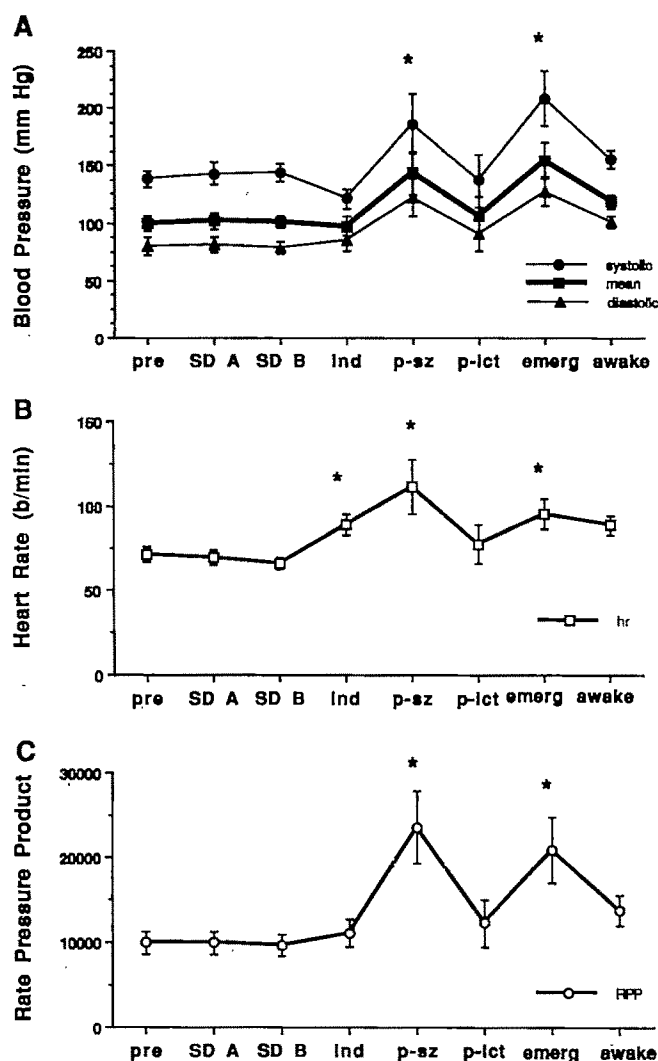 A
Blood Pressure (mm Hg)
250
200
150
100
50
0
*
*
systolic
mean
diastolic
pre SD A SD B Ind p-sz p-ict emerg awake
B
Heart Rate (b/min)
150
100
50
0
*
*
*
hr
pre SD A SD B Ind p-sz p-ict emerg awake
C
Rate Pressure Product
30000
20000
10000
0
*
*
RPP
pre SD A SD B Ind p-sz p-ict emerg awake